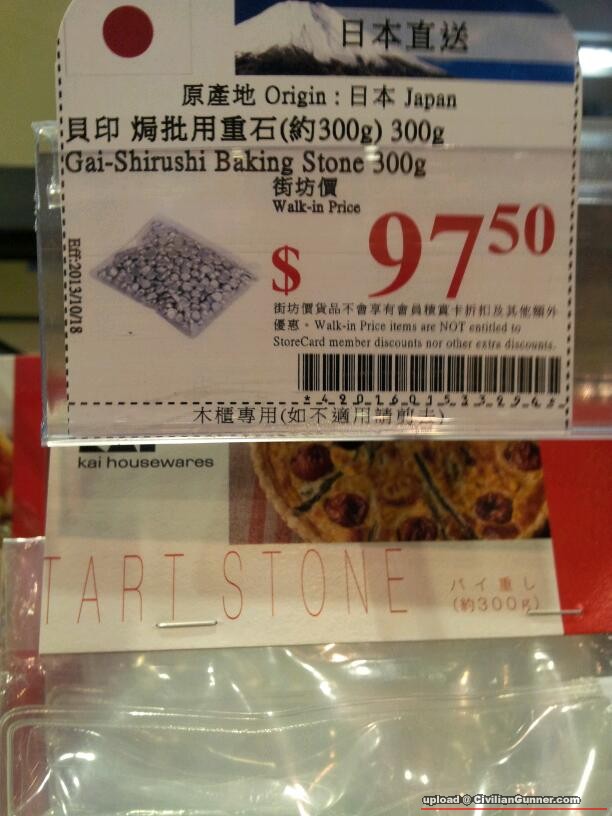 日本直送
原產地 Origin : 日本 Japan
貝印 焗批用重石(約300g) 300g
Gai-Shirushi Baking Stone 300g
街坊價
Walk-in Price
$ 97.50
Eff:2013/10/18
街坊價貨品不會享有會員積賞卡折扣及其他額外
優惠。Walk-in Price items are NOT entitled to
StoreCard member discounts nor other extra discounts.
*4901601533294*
木櫃專用(如不適用請剪去)
kai housewares
TART STONE
パイ重し
(約300g)
upload @ CivilianGunner.com